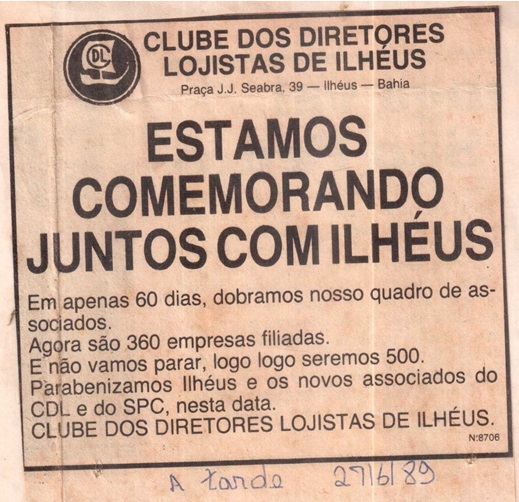 CDL
CLUBE DOS DIRETORES
LOJISTAS DE ILHÉUS
Praça J.J. Seabra, 39 — Ilhéus — Bahia
ESTAMOS
COMEMORANDO
JUNTOS COM ILHÉUS
Em apenas 60 dias, dobramos nosso quadro de as-
sociados.
Agora são 360 empresas filiadas.
E não vamos parar, logo logo seremos 500.
Parabenizamos Ilhéus e os novos associados do
CDL e do SPC, nesta data.
CLUBE DOS DIRETORES LOJISTAS DE ILHÉUS.
N:8706
A tarde 27/6/89